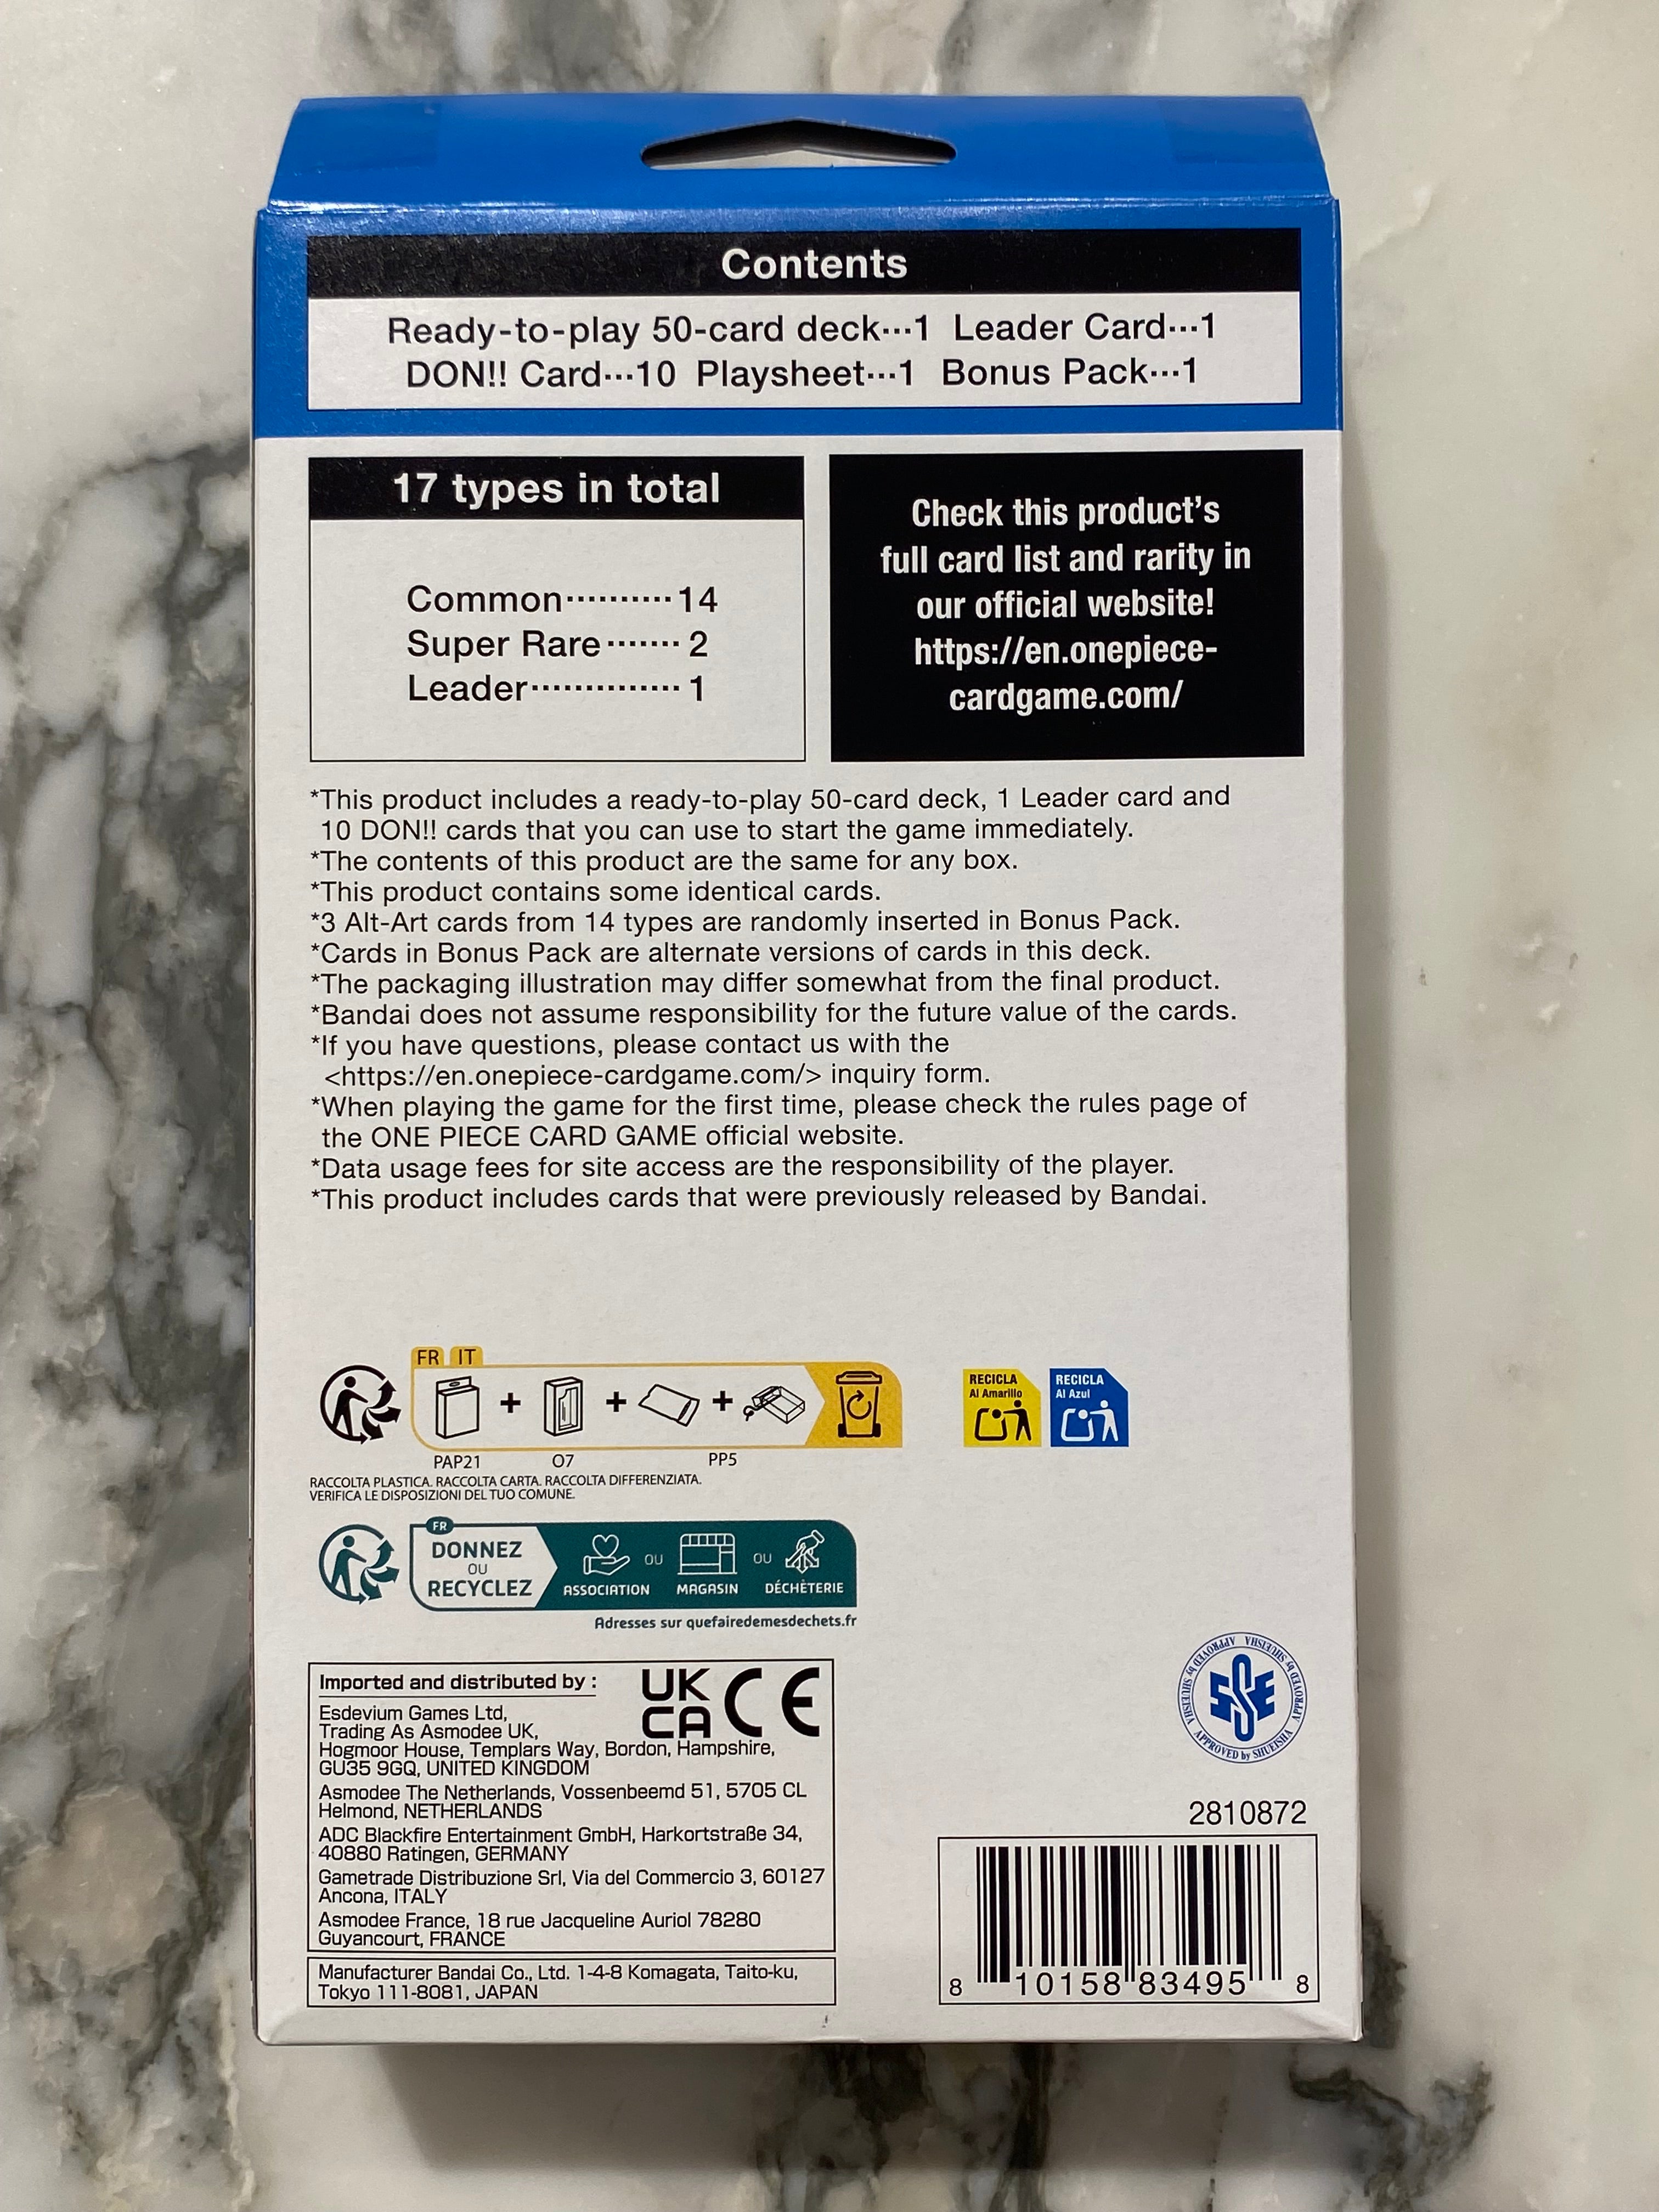 Contents
Ready-to-play 50-card deck···1 Leader Card···1
DON!! Card···10 Playsheet···1 Bonus Pack···1
17 types in total
Common··········14
Super Rare······· 2
Leader··············· 1
Check this product's
full card list and rarity in
our official website!
https://en.onepiece-
cardgame.com/
*This product includes a ready-to-play 50-card deck, 1 Leader card and
10 DON!! cards that you can use to start the game immediately.
*The contents of this product are the same for any box.
*This product contains some identical cards.
*3 Alt-Art cards from 14 types are randomly inserted in Bonus Pack.
*Cards in Bonus Pack are alternate versions of cards in this deck.
*The packaging illustration may differ somewhat from the final product.
*Bandai does not assume responsibility for the future value of the cards.
*If you have questions, please contact us with the
<https://en.onepiece-cardgame.com/> inquiry form.
*When playing the game for the first time, please check the rules page of
the ONE PIECE CARD GAME official website.
*Data usage fees for site access are the responsibility of the player.
*This product includes cards that were previously released by Bandai.
FR IT
+ + +
PAP21 O7 PP5
RACCOLTA PLASTICA. RACCOLTA CARTA. RACCOLTA DIFFERENZIATA.
VERIFICA LE DISPOSIZIONI DEL TUO COMUNE.
RECICLA
Al Amarillo
RECICLA
Al Azul
FR
DONNEZ
OU
RECYCLEZ
ASSOCIATION OU MAGASIN OU DÉCHÈTERIE
Adresses sur quefairedemesdechets.fr
Imported and distributed by :
UK
CA CE
Esdevium Games Ltd,
Trading As Asmodee UK,
Hogmoor House, Templars Way, Bordon, Hampshire,
GU35 9GQ, UNITED KINGDOM
Asmodee The Netherlands, Vossenbeemd 51, 5705 CL
Helmond, NETHERLANDS
ADC Blackfire Entertainment GmbH, Harkortstraße 34,
40880 Ratingen, GERMANY
Gametrade Distribuzione Srl, Via del Commercio 3, 60127
Ancona, ITALY
Asmodee France, 18 rue Jacqueline Auriol 78280
Guyancourt, FRANCE
Manufacturer Bandai Co., Ltd. 1-4-8 Komagata, Taito-ku,
Tokyo 111-8081, JAPAN
APPROVED by SHUEISHA APPROVED by SHUEISHA APPROVED by SHUEISHA
SSE
2810872
8 10158 83495 8